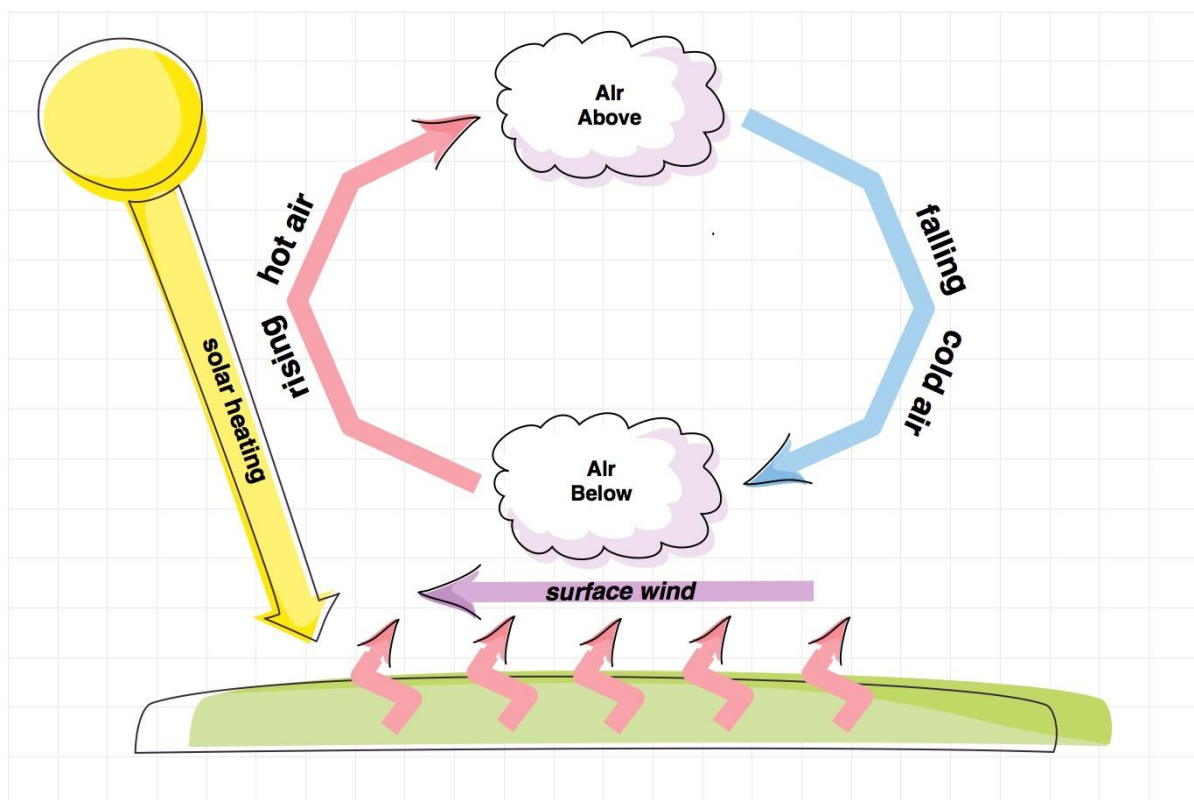 AIr
Above
hot air
rising
falling
cold air
solar heating
AIr
Below
surface wind